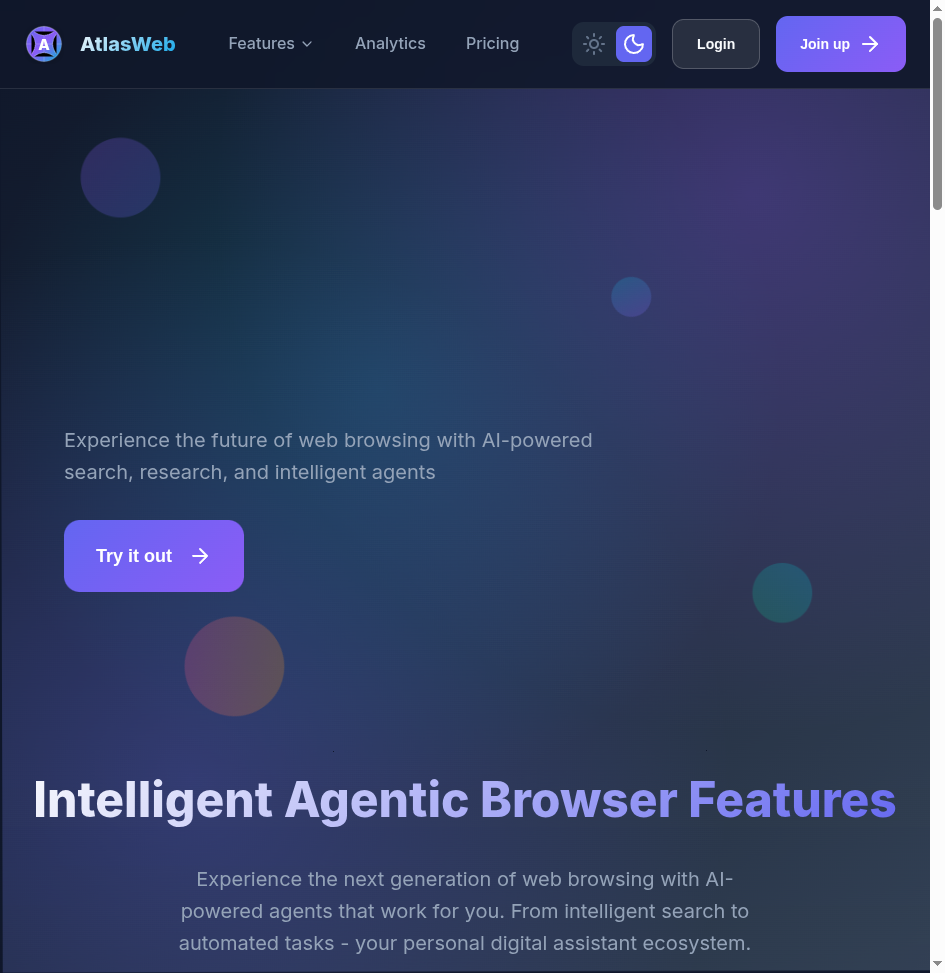 A AtlasWeb Features Analytics Pricing Login Join up
Experience the future of web browsing with AI-powered
search, research, and intelligent agents
Try it out
Intelligent Agentic Browser Features
Experience the next generation of web browsing with AI-
powered agents that work for you. From intelligent search to
automated tasks - your personal digital assistant ecosystem.